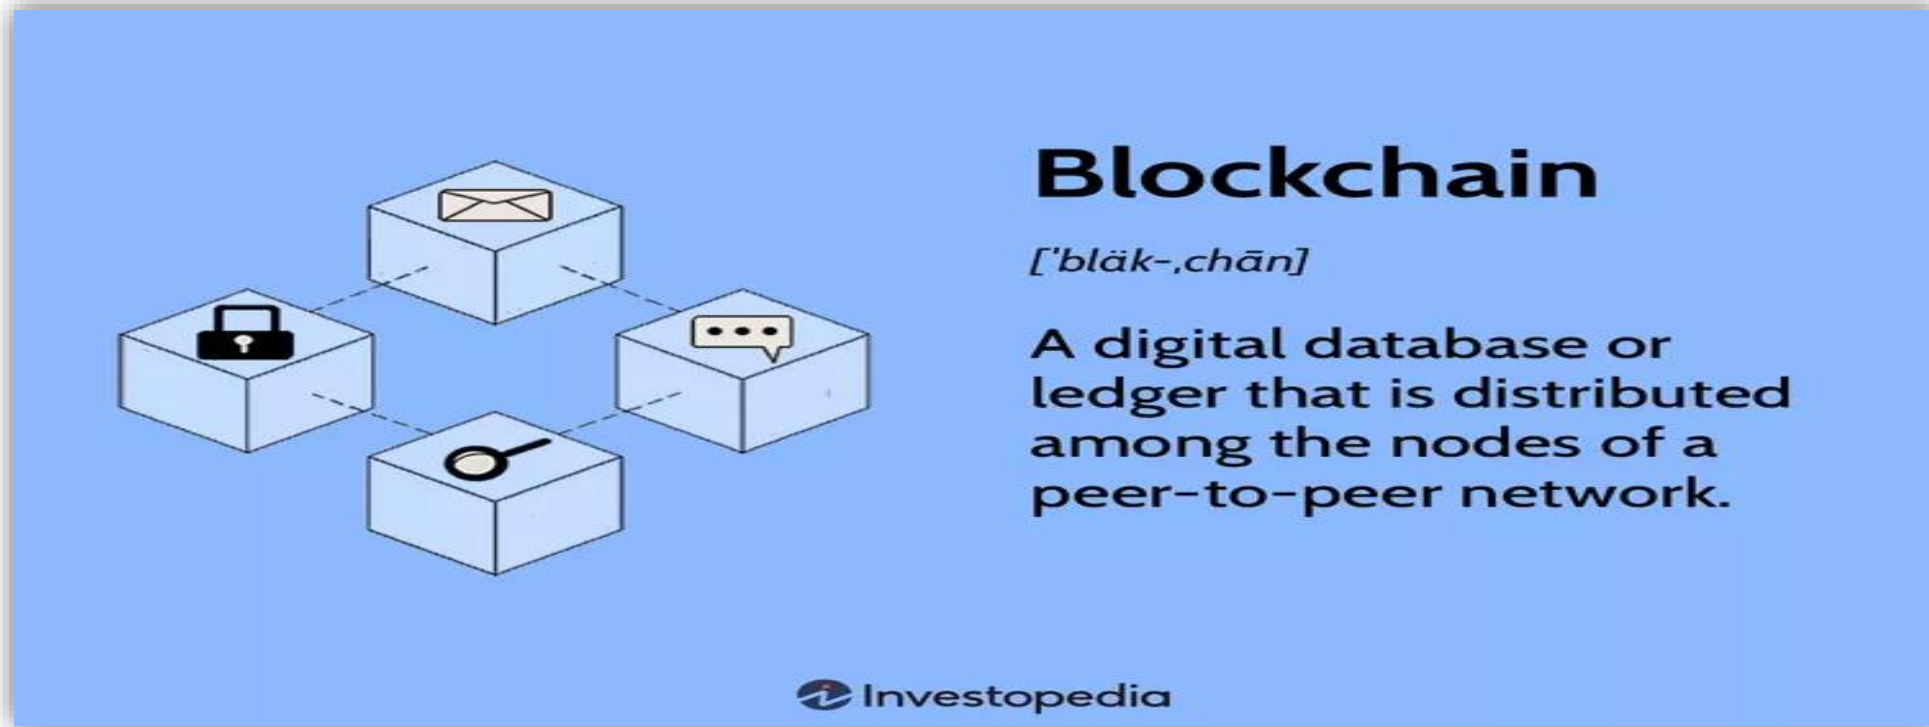 Blockchain
['bläk-,chān]
A digital database or
ledger that is distributed
among the nodes of a
peer-to-peer network.
Investopedia